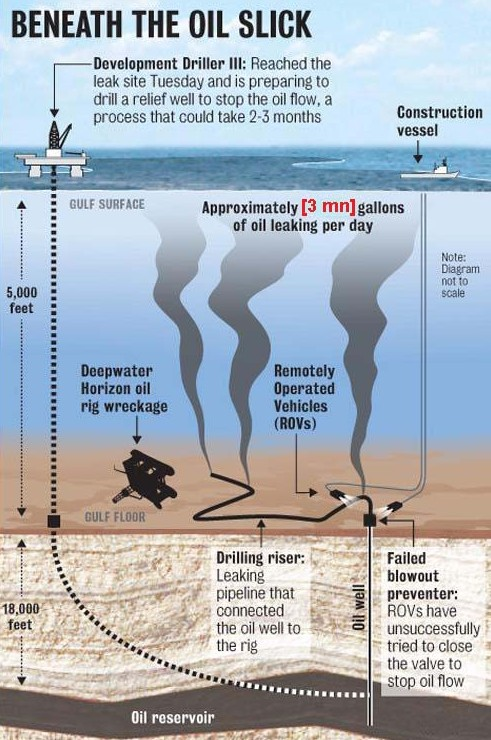 BENEATH THE OIL SLICK
Development Driller III: Reached the
leak site Tuesday and is preparing to
drill a relief well to stop the oil flow, a
process that could take 2-3 months
Construction
vessel
GULF SURFACE
Approximately [3 mn] gallons
of oil leaking per day
Note:
Diagram
not to
scale
5,000
feet
Deepwater
Horizon oil
rig wreckage
Remotely
Operated
Vehicles
(ROVs)
GULF FLOOR
18,000
feet
Drilling riser:
Leaking
pipeline that
connected
the oil well to
the rig
Oil well
Failed
blowout
preventer:
ROVs have
unsuccessfully
tried to close
the valve to
stop oil flow
Oil reservoir